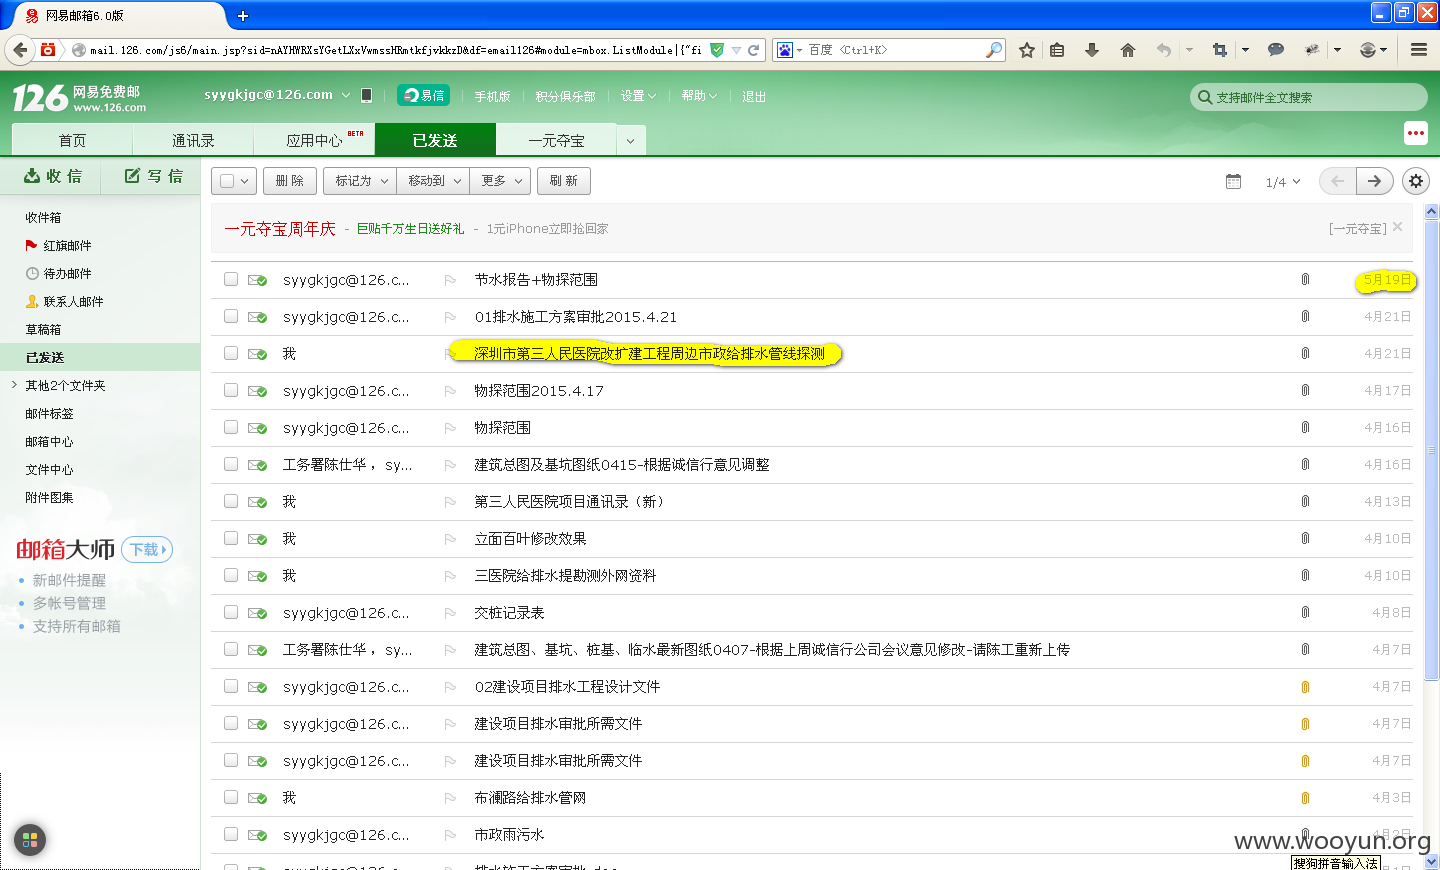 网易邮箱6.0版
mail.126.com/js6/main.jsp?sid=nAYHWRXsYGetLXxVwmssHRmtkfjvkkrD&df=email126#module=mbox.ListModule|{"fi
百度 <Ctrl+K>
126 网易免费邮
www.126.com
syygkjgc@126.com
易信 手机版 积分俱乐部 设置 帮助 退出
支持邮件全文搜索
首页 通讯录 应用中心 BETA 已发送 一元夺宝
收信 写信
删除 标记为 移动到 更多 刷新
1/4
收件箱
红旗邮件
待办邮件
联系人邮件
草稿箱
已发送
其他2个文件夹
邮件标签
邮箱中心
文件中心
附件图集
邮箱大师 下载
• 新邮件提醒
• 多帐号管理
• 支持所有邮箱
一元夺宝周年庆 - 巨贴千万生日送好礼 - 1元iPhone立即抢回家 [一元夺宝]
syygkjgc@126.c... 节水报告+物探范围 5月19日
syygkjgc@126.c... 01排水施工方案审批2015.4.21 4月21日
我 深圳市第三人民医院改扩建工程周边市政给排水管线探测 4月21日
syygkjgc@126.c... 物探范围2015.4.17 4月17日
syygkjgc@126.c... 物探范围 4月16日
工务署陈仕华，sy... 建筑总图及基坑图纸0415-根据诚信行意见调整 4月16日
我 第三人民医院项目通讯录（新） 4月13日
我 立面百叶修改效果 4月10日
我 三医院给排水提勘测外网资料 4月10日
syygkjgc@126.c... 交桩记录表 4月8日
工务署陈仕华，sy... 建筑总图、基坑、桩基、临水最新图纸0407-根据上周诚信行公司会议意见修改-请陈工重新上传 4月7日
syygkjgc@126.c... 02建设项目排水工程设计文件 4月7日
syygkjgc@126.c... 建设项目排水审批所需文件 4月7日
syygkjgc@126.c... 建设项目排水审批所需文件 4月7日
我 布澜路给排水管网 4月3日
syygkjgc@126.c... 市政雨污水
www.wooyun.org
搜狗拼音输入法